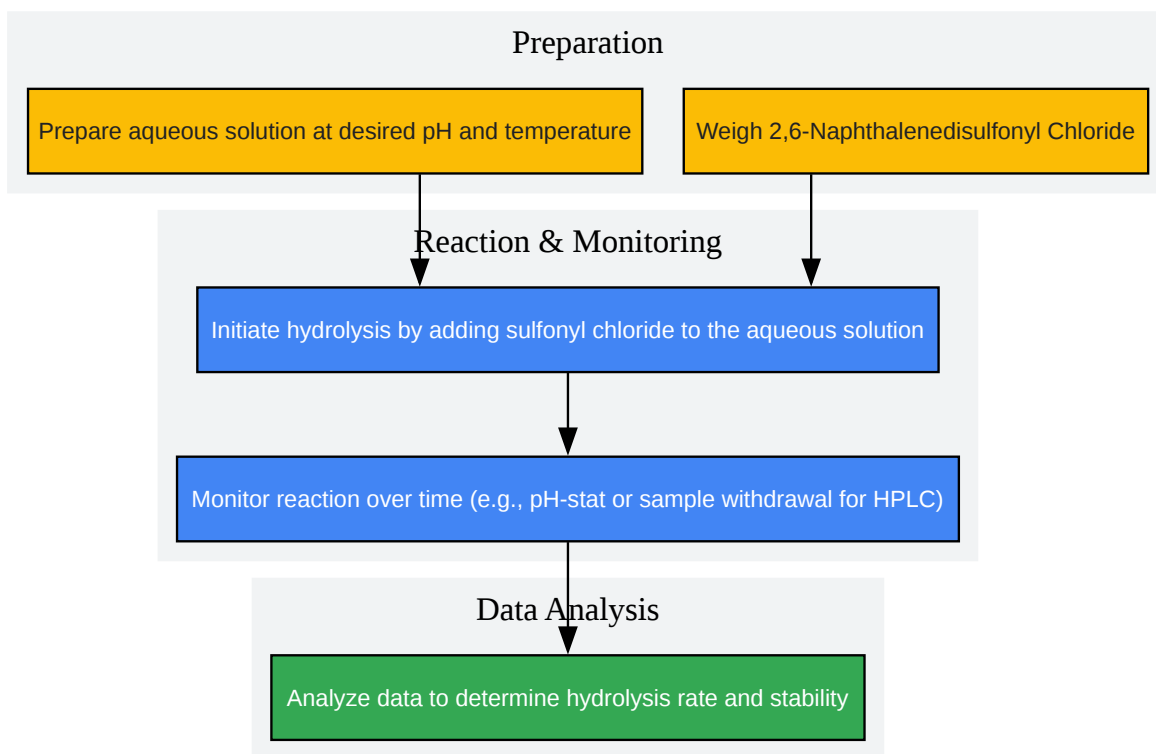 Preparation
Prepare aqueous solution at desired pH and temperature
Weigh 2,6-Naphthalenedisulfonyl Chloride
Reaction & Monitoring
Initiate hydrolysis by adding sulfonyl chloride to the aqueous solution
Monitor reaction over time (e.g., pH-stat or sample withdrawal for HPLC)
Data Analysis
Analyze data to determine hydrolysis rate and stability